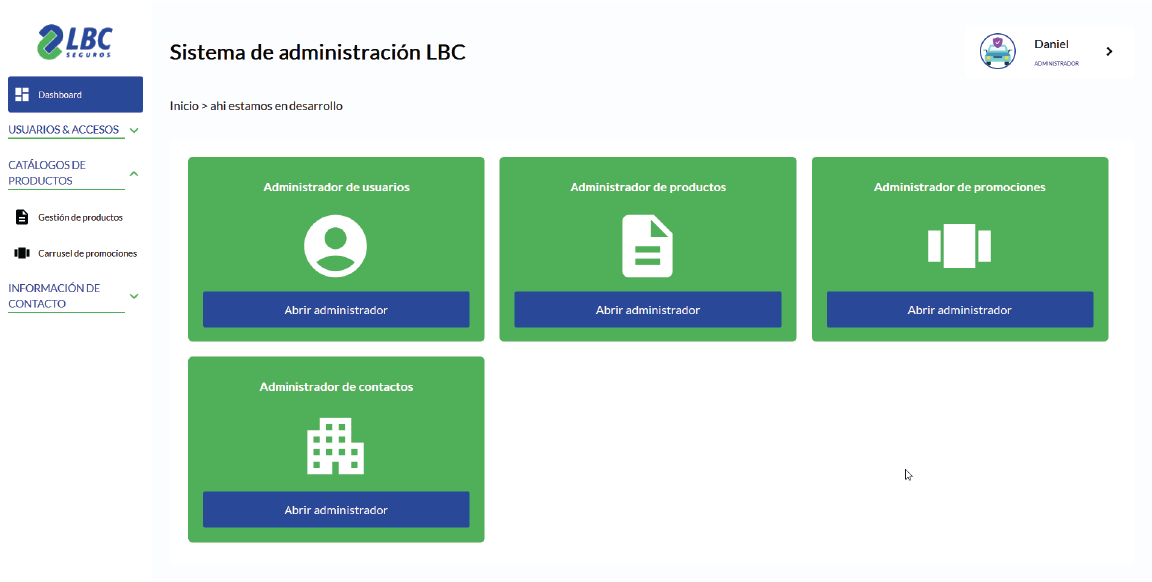 LBC
SEGUROS
Sistema de administración LBC
Daniel
ADMINISTRADOR
Dashboard
Inicio > ahi estamos en desarrollo
USUARIOS & ACCESOS
CATÁLOGOS DE
PRODUCTOS
Gestión de productos
Carrusel de promociones
INFORMACIÓN DE
CONTACTO
Administrador de usuarios
Abrir administrador
Administrador de productos
Abrir administrador
Administrador de promociones
Abrir administrador
Administrador de contactos
Abrir administrador